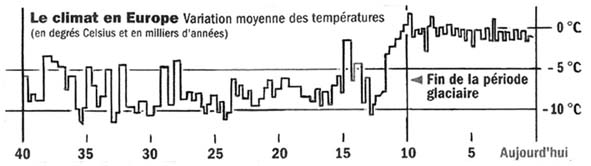 Le climat en Europe Variation moyenne des températures
(en degrés Celsius et en milliers d'années)
0 °C
- 5 °C
Fin de la période
glaciaire
- 10 °C
40 35 30 25 20 15 10 5 Aujourd'hui